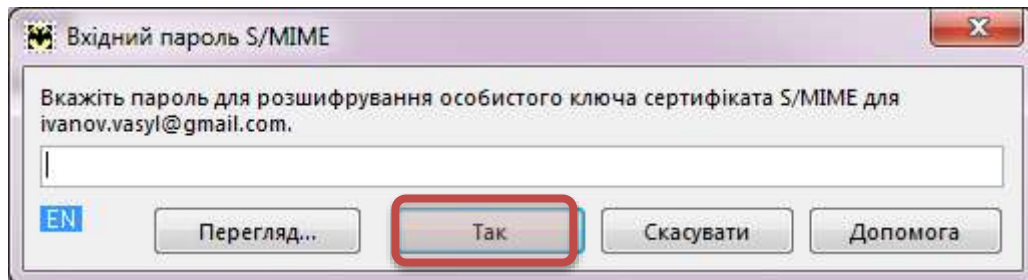 Вхідний пароль S/MIME
Вкажіть пароль для розшифрування особистого ключа сертифіката S/MIME для
ivanov.vasyl@gmail.com.
EN
Перегляд... Так Скасувати Допомога